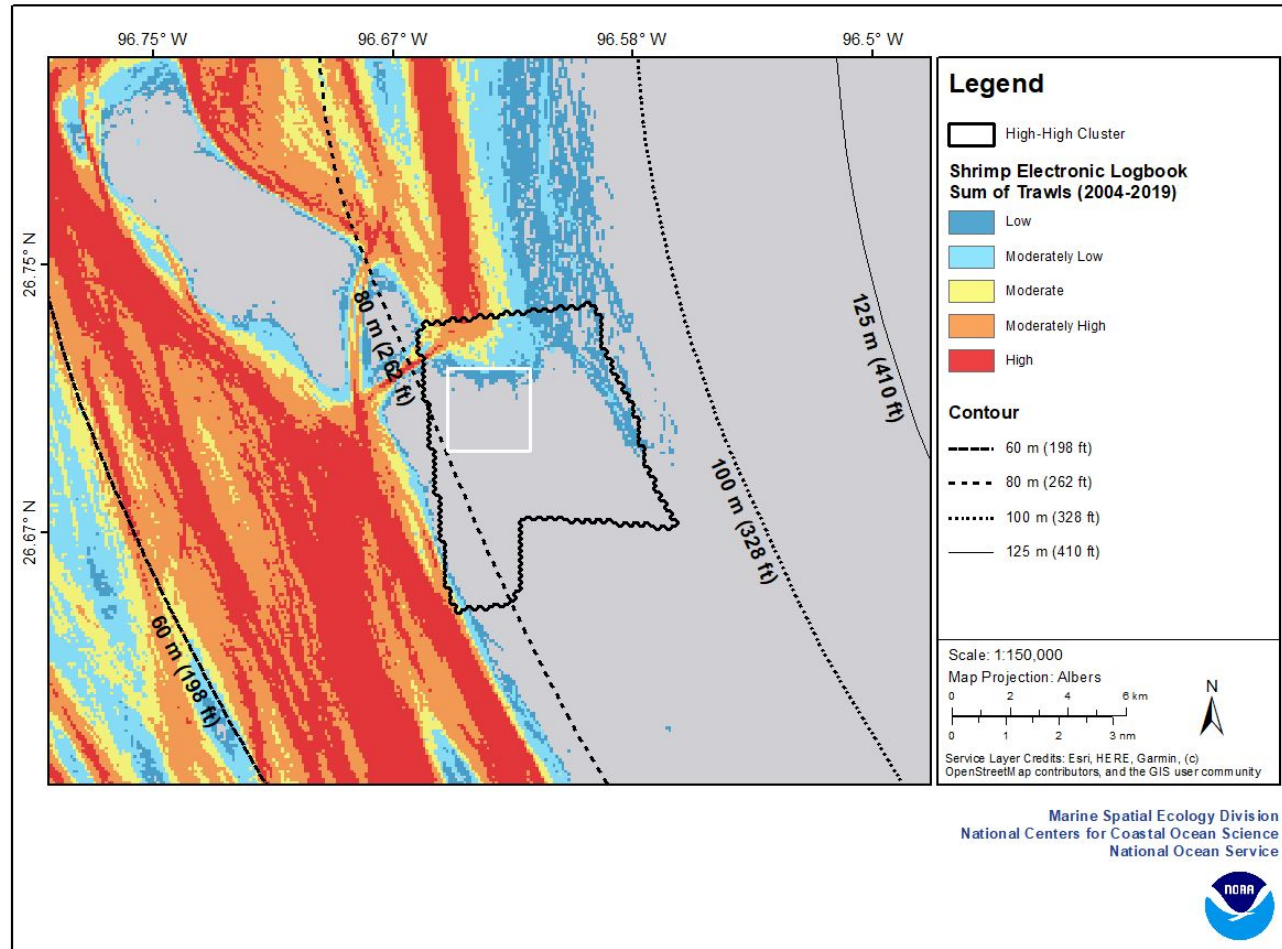 96.75° W
96.67° W
96.58° W
96.5° W
26.75° N
26.67° N
80 m (262 ft)
125 m (410 ft)
100 m (328 ft)
60 m (198 ft)
Legend
High-High Cluster
Shrimp Electronic Logbook
Sum of Trawls (2004-2019)
Low
Moderately Low
Moderate
Moderately High
High
Contour
60 m (198 ft)
80 m (262 ft)
100 m (328 ft)
125 m (410 ft)
Scale: 1:150,000
Map Projection: Albers
0 2 4 6 km
0 1 2 3 nm
N
Service Layer Credits: Esri, HERE, Garmin, (c)
OpenStreetMap contributors, and the GIS user community
Marine Spatial Ecology Division
National Centers for Coastal Ocean Science
National Ocean Service
NOAA